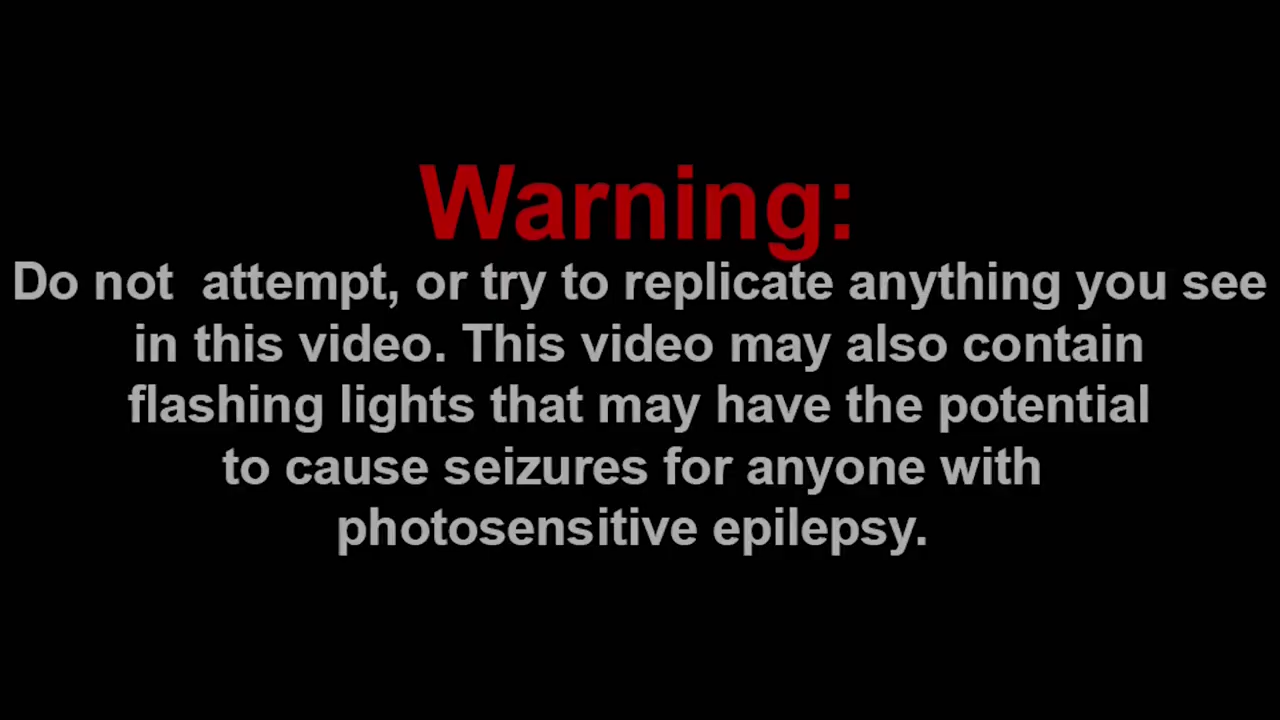 Warning:
Do not  attempt, or try to replicate anything you see
in this video. This video may also contain
flashing lights that may have the potential
to cause seizures for anyone with
photosensitive epilepsy.